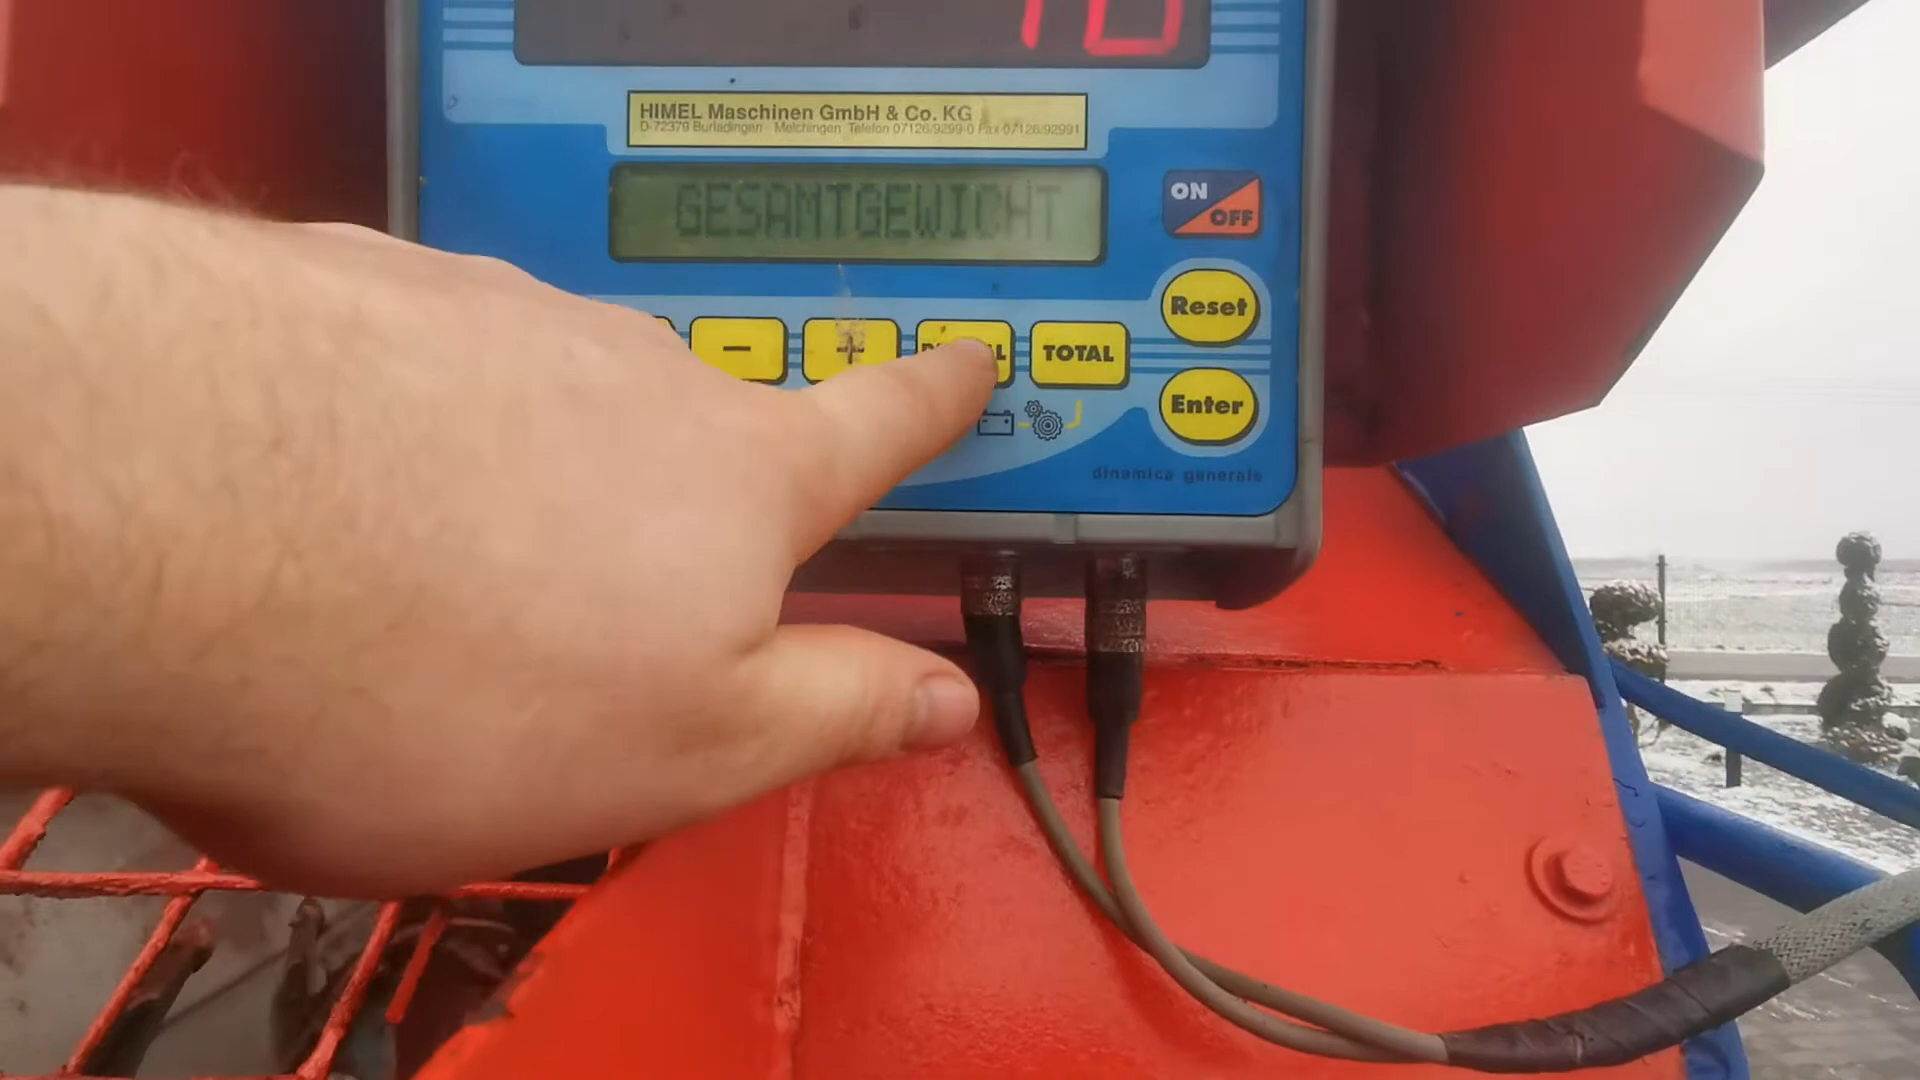 10
HIMEL Maschinen GmbH & Co. KG
D-72379 Burladingen Melchingen Telefon 07126/9299-0 Fax 07126/92991
GESAMTGEWICHT
ON
OFF
Reset
- + TOTAL
Enter
dinamica generale